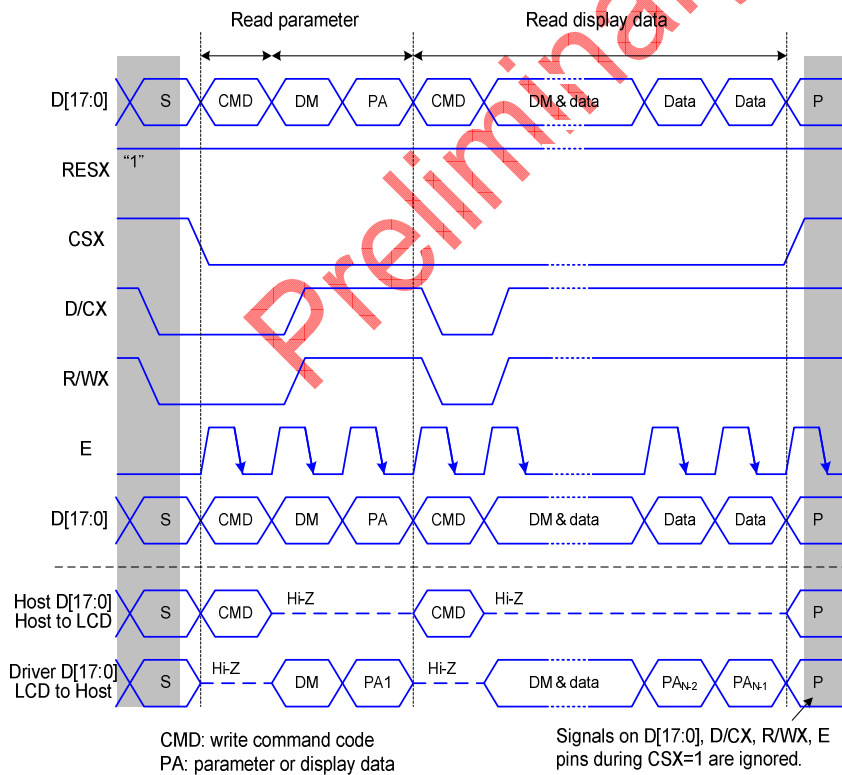 Read parameter Read display data
D[17:0] S CMD DM PA CMD DM & data Data Data P
RESX "1"
CSX
D/CX
R/WX
E
D[17:0] S CMD DM PA CMD DM & data Data Data P
Host D[17:0] S CMD Hi-Z CMD Hi-Z P
Host to LCD
Driver D[17:0] S Hi-Z DM PA1 Hi-Z DM & data PAN-2 PAN-1 P
LCD to Host
CMD: write command code
PA: parameter or display data
Signals on D[17:0], D/CX, R/WX, E
pins during CSX=1 are ignored.
Preliminary